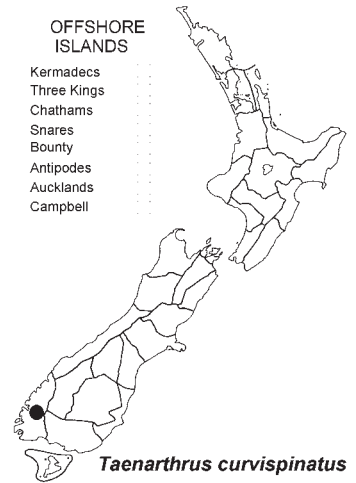 OFFSHORE
ISLANDS
Kermadecs
Three Kings
Chathams
Snares
Bounty
Antipodes
Aucklands
Campbell
Taenarthrus curvispinatus